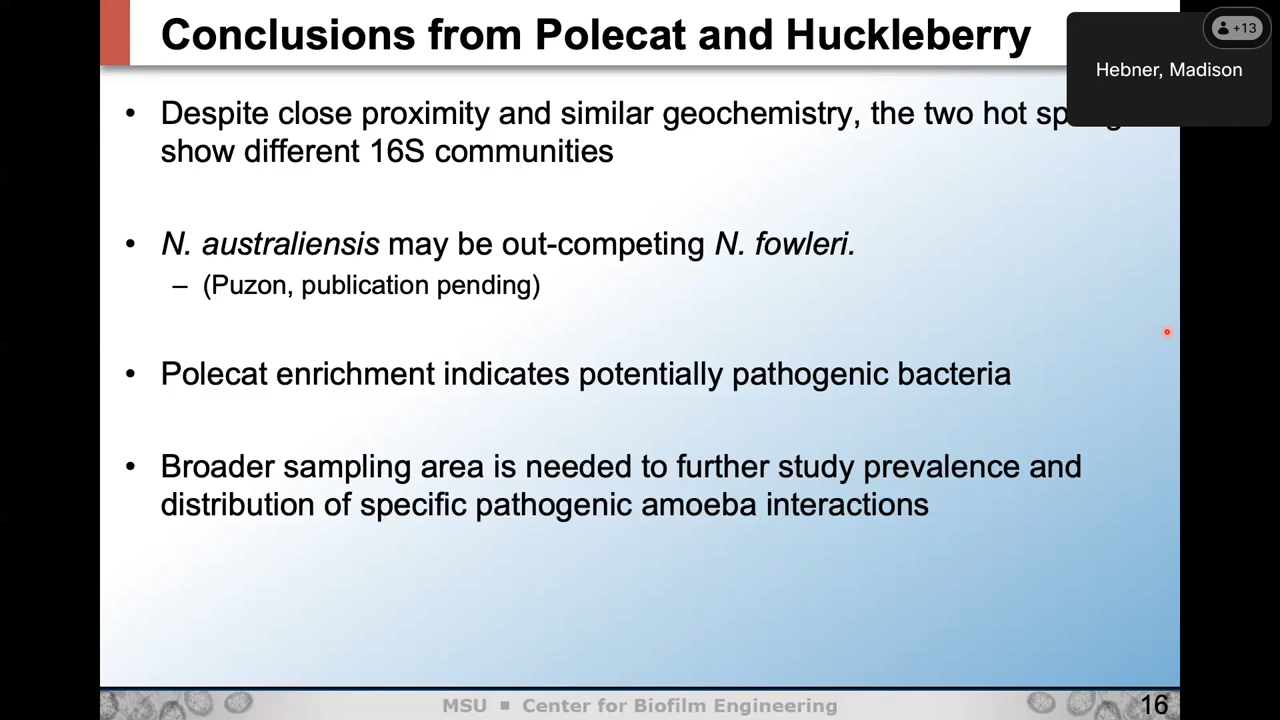 Conclusions from Polecat and Huckleberry
+13
Hebner, Madison
• Despite close proximity and similar geochemistry, the two hot
show different 16S communities
• N. australiensis may be out-competing N. fowleri.
– (Puzon, publication pending)
• Polecat enrichment indicates potentially pathogenic bacteria
• Broader sampling area is needed to further study prevalence and
distribution of specific pathogenic amoeba interactions
MSU ■ Center for Biofilm Engineering
16